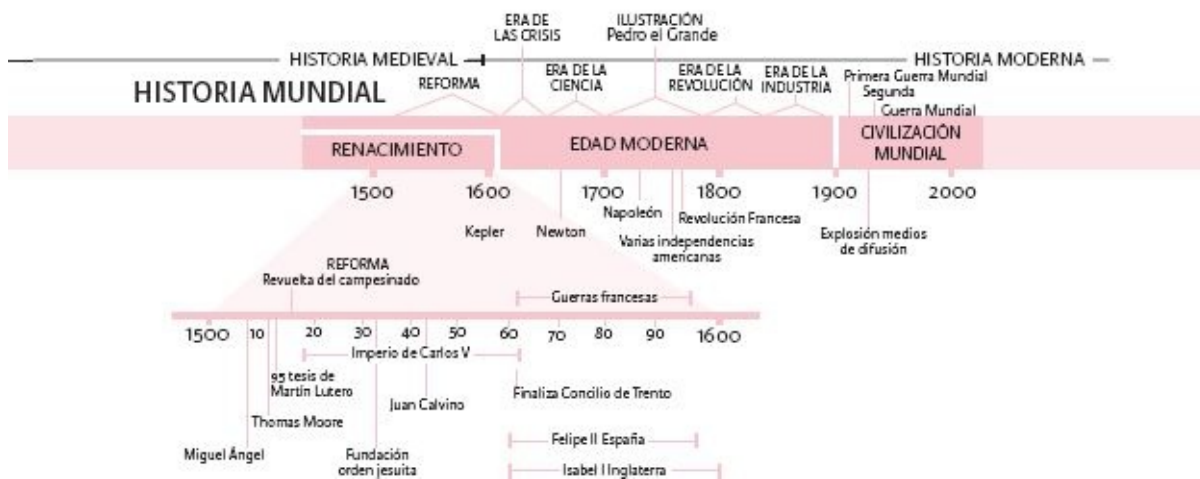 ERA DE
LAS CRISIS
ILUSTRACIÓN
Pedro el Grande
HISTORIA MEDIEVAL
HISTORIA MODERNA
HISTORIA MUNDIAL
REFORMA
ERA DE LA
CIENCIA
ERA DE LA
REVOLUCIÓN
ERA DE LA
INDUSTRIA
Primera Guerra Mundial
Segunda
Guerra Mundial
RENACIMIENTO
EDAD MODERNA
CIVILIZACIÓN
MUNDIAL
1500
1600
1700
1800
1900
2000
Kepler
Newton
Napoleón
Revolución Francesa
Varias independencias
americanas
Explosión medios
de difusión
REFORMA
Revuelta del campesinado
Guerras francesas
1500
10
20
30
40
50
60
70
80
90
1600
Imperio de Carlos V
95 tesis de
Martín Lutero
Juan Calvino
Finaliza Concilio de Trento
Thomas Moore
Miguel Ángel
Fundación
orden jesuita
Felipe II España
Isabel I Inglaterra